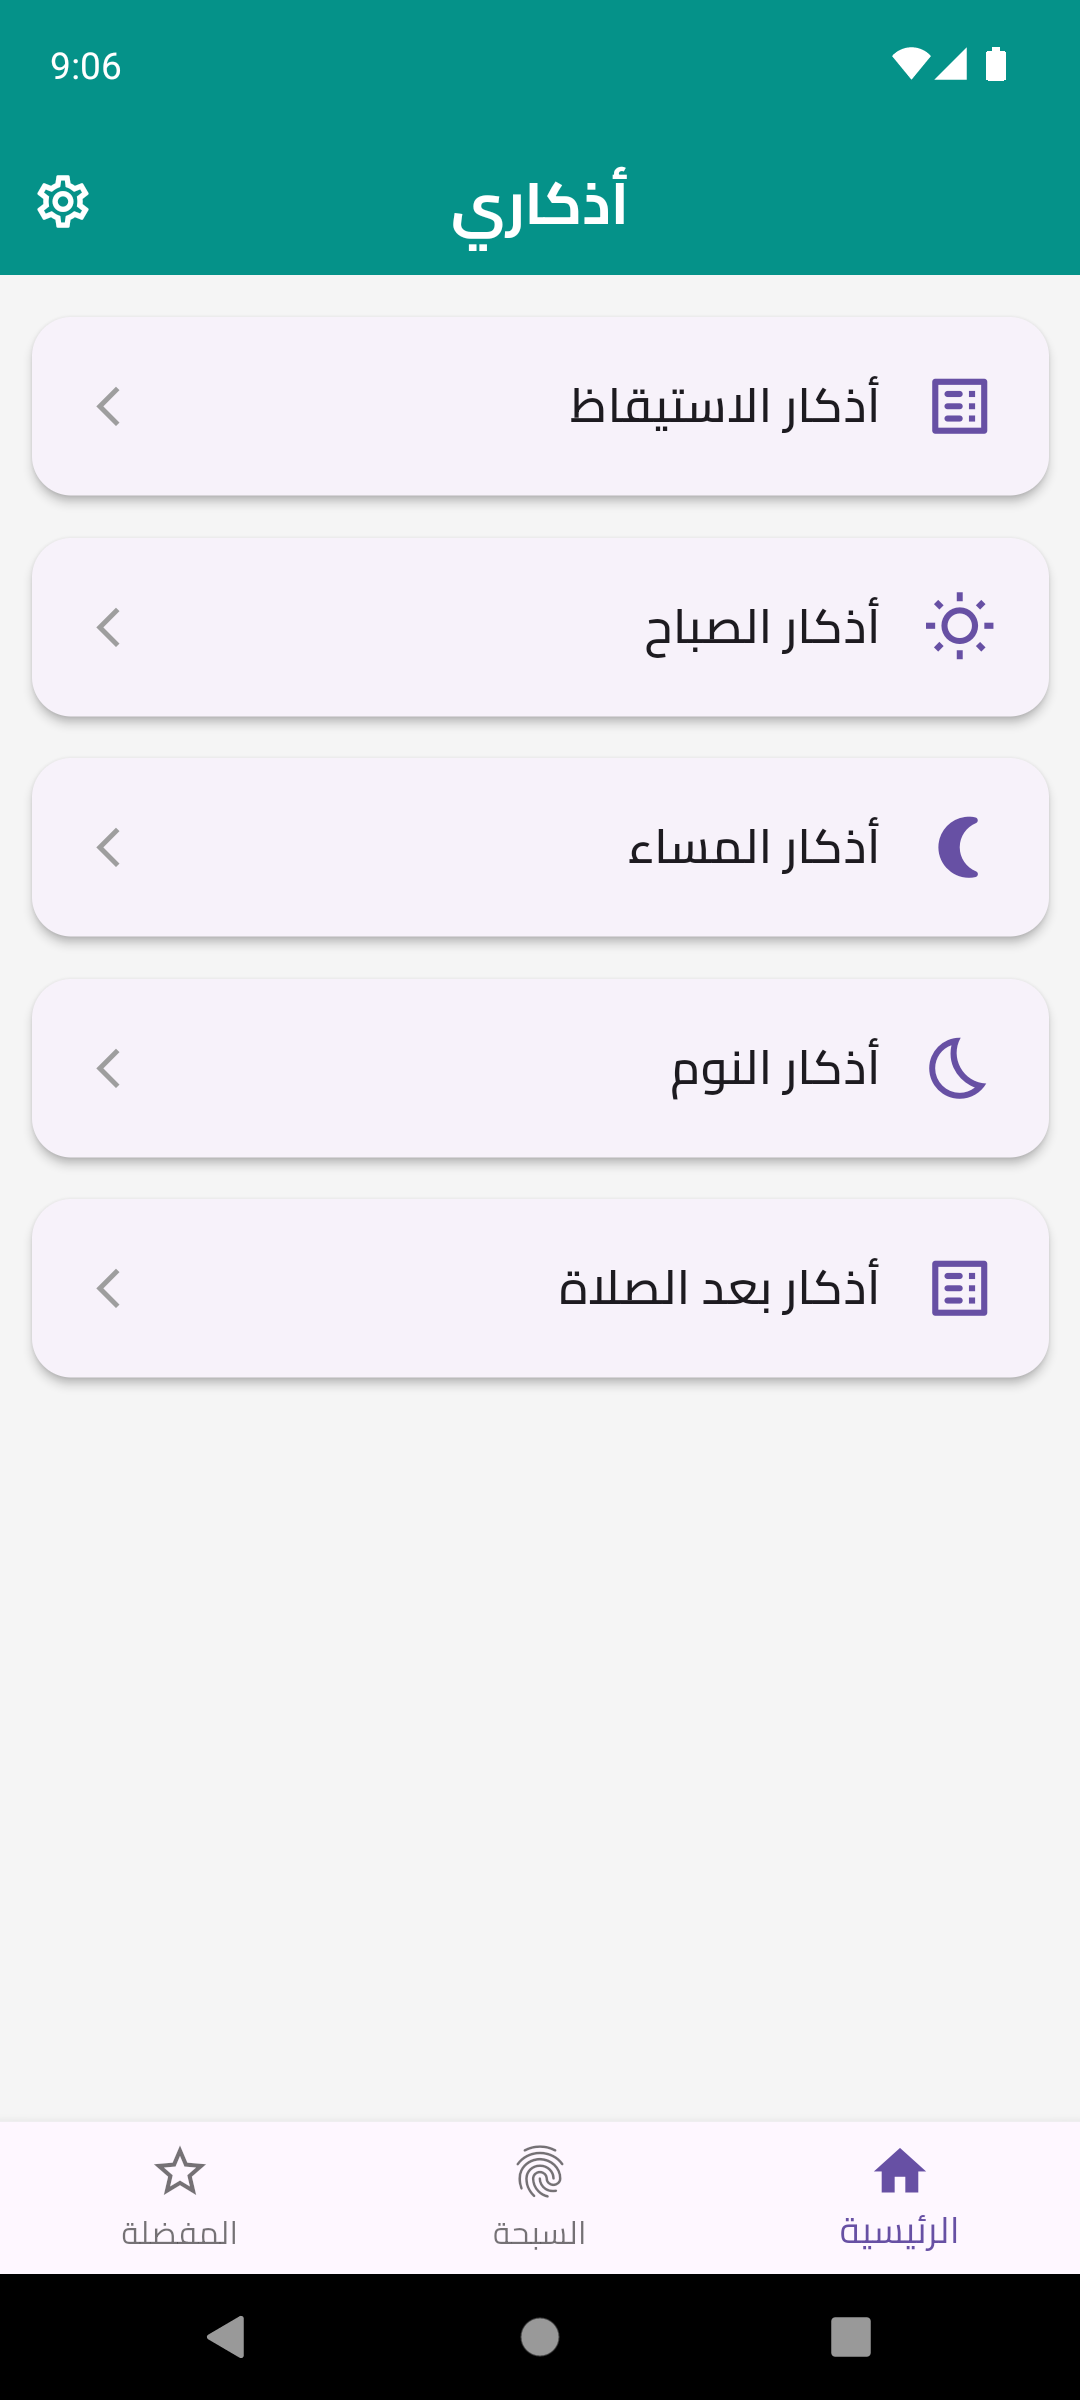 9:06
أذكاري
أذكار الاستيقاظ
أذكار الصباح
أذكار المساء
أذكار النوم
أذكار بعد الصلاة
الرئيسية
السبحة
المفضلة